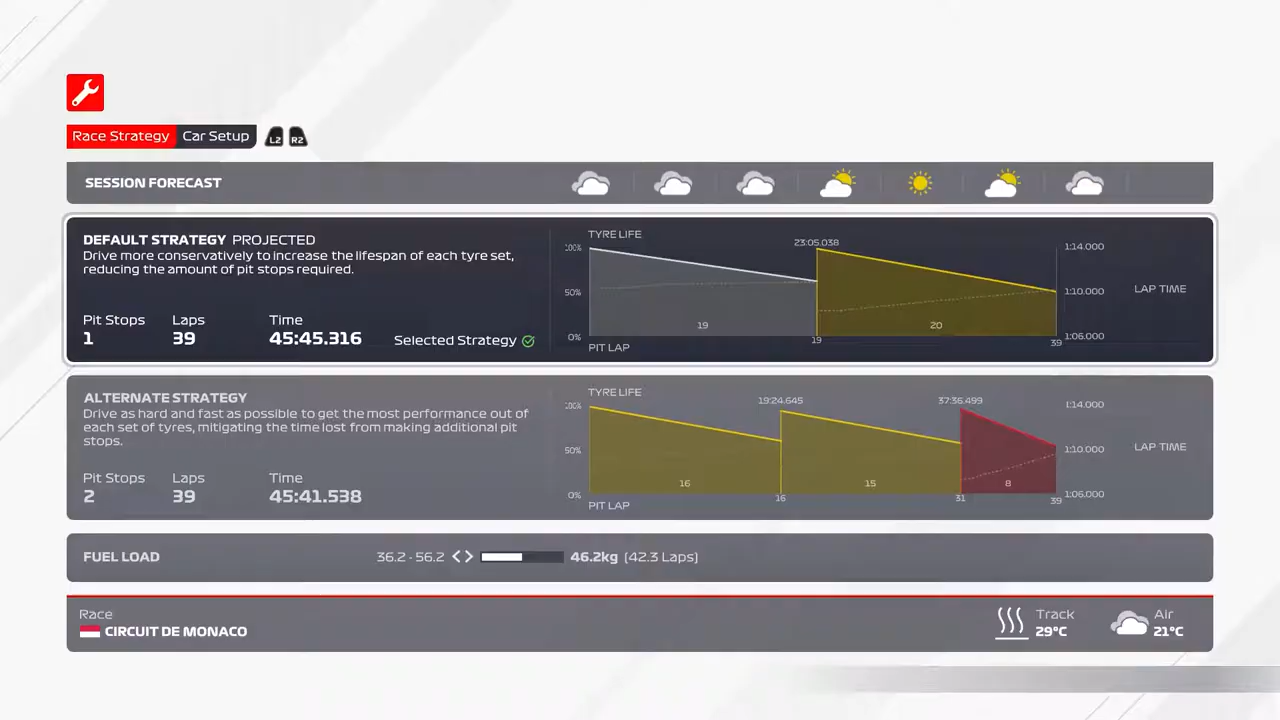 Race Strategy Car Setup L2 R2
SESSION FORECAST
DEFAULT STRATEGY PROJECTED
Drive more conservatively to increase the lifespan of each tyre set,
reducing the amount of pit stops required.
Pit Stops Laps Time
1 39 45:45.316 Selected Strategy
TYRE LIFE
23:05.038
100% 1:14.000
50% 1:10.000 LAP TIME
19 20
0% 19 39 1:06.000
PIT LAP
ALTERNATE STRATEGY
Drive as hard and fast as possible to get the most performance out of
each set of tyres, mitigating the time lost from making additional pit
stops.
Pit Stops Laps Time
2 39 45:41.538
TYRE LIFE
19:24.645 37:36.499
100% 1:14.000
50% 1:10.000 LAP TIME
16 15 8
0% 16 31 39 1:06.000
PIT LAP
FUEL LOAD 36.2 - 56.2 <> 46.2kg (42.3 Laps)
Race
CIRCUIT DE MONACO
Track
29°C
Air
21°C